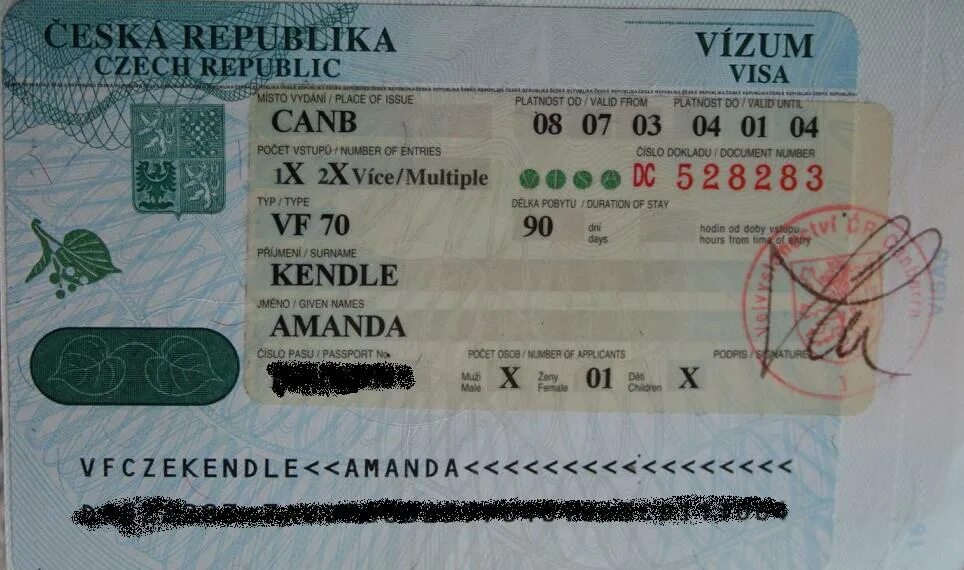 ČESKÁ REPUBLIKA
CZECH REPUBLIC
VÍZUM
VISA
MÍSTO VYDÁNÍ / PLACE OF ISSUE
CANB
PLATNOST OD / VALID FROM
08 07 03
PLATNOST DO / VALID UNTIL
04 01 04
POČET VSTUPŮ / NUMBER OF ENTRIES
1X 2X Více/Multiple
ČÍSLO DOKLADU / DOCUMENT NUMBER
DC 528283
TYP / TYPE
VF 70
DÉLKA POBYTU / DURATION OF STAY
90 dní
days
hodin od doby vstupu
hours from time of entry
PŘÍJMENÍ / SURNAME
KENDLE
JMÉNO / GIVEN NAMES
AMANDA
ČÍSLO PASU / PASSPORT No.
POČET OSOB / NUMBER OF APPLICANTS
Muži
Male
X
Ženy
Female
01
Děti
Children
X
PODPIS / SIGNATURE
VFCZEKENDLE<<AMANDA<<<<<<<<<<<<<<<<<